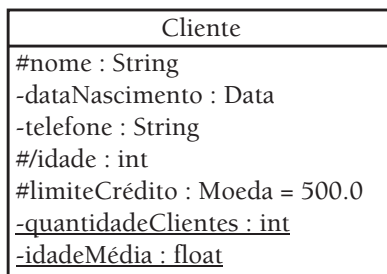 Cliente
#nome : String
-dataNascimento : Data
-telefone : String
#/idade : int
#limiteCrédito : Moeda = 500.0
-quantidadeClientes : int
-idadeMédia : float